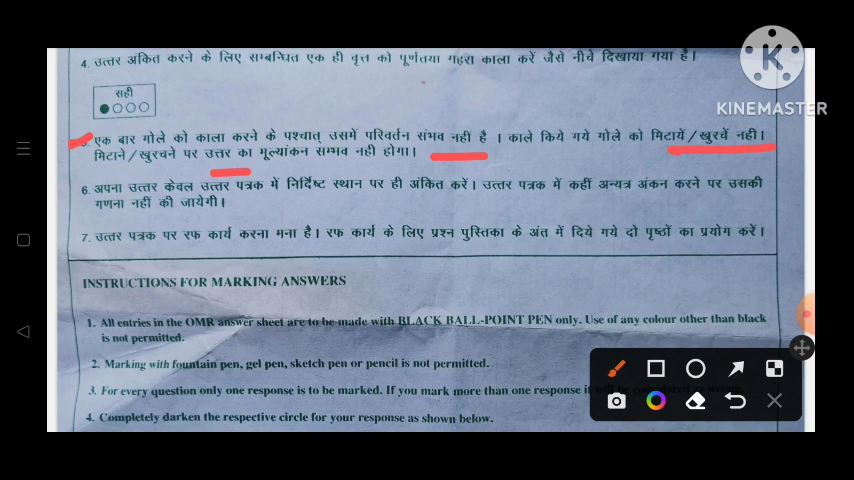 4. उत्तर अंकित करने के लिए सम्बन्धित एक ही वृत्त को पूर्णतया गहरा काला करें जैसे नीचे दिखाया गया है।
सही
KINEMASTER
एक बार गोले को काला करने के पश्चात् उसमें परिवर्तन संभव नहीं है । काले किये गये गोले को मिटायें/खुरचें नही।
मिटाने/खुरचने पर उत्तर का मूल्यांकन सम्भव नही होगा।
6. अपना उत्तर केवल उत्तर पत्रक में निर्दिष्ट स्थान पर ही अंकित करें। उत्तर पत्रक में कहीं अन्यत्र अंकन करने पर उसकी
गणना नहीं की जायेगी।
7. उत्तर पत्रक पर रफ कार्य करना मना है। रफ कार्य के लिए प्रश्न पुस्तिका के अंत में दिये गये दो पृष्ठों का प्रयोग करें।
INSTRUCTIONS FOR MARKING ANSWERS
1. All entries in the OMR answer sheet are to be made with BLACK BALL-POINT PEN only. Use of any colour other than black
is not permitted.
2. Marking with fountain pen, gel pen, sketch pen or pencil is not permitted.
3. For every question only one response is to be marked. If you mark more than one response it
4. Completely darken the respective circle for your response as shown below.